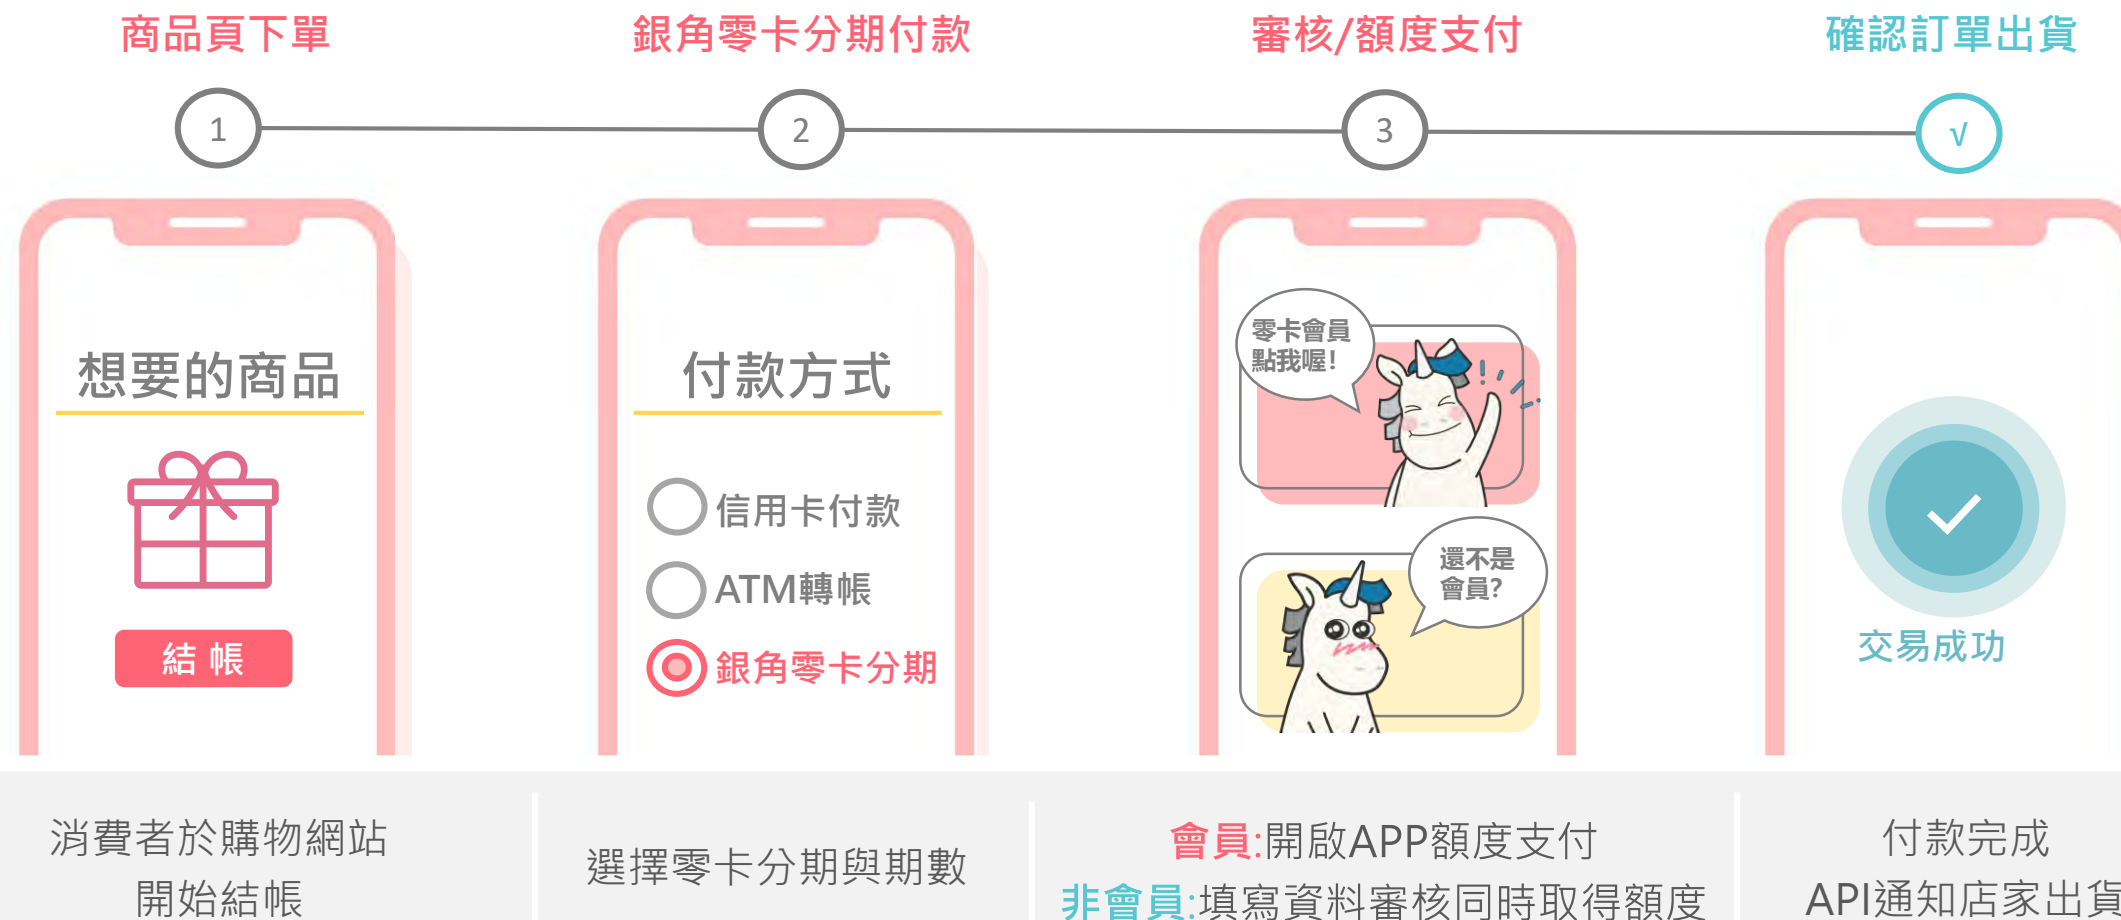 商品頁下單
銀角零卡分期付款
審核/額度支付
確認訂單出貨
1
2
3
√
想要的商品
結帳
付款方式
信用卡付款
ATM轉帳
銀角零卡分期
零卡會員
點我喔!
還不是
會員?
交易成功
消費者於購物網站
開始結帳
選擇零卡分期與期數
會員:開啟APP額度支付
非會員:填寫資料審核同時取得額度
付款完成
API通知店家出貨